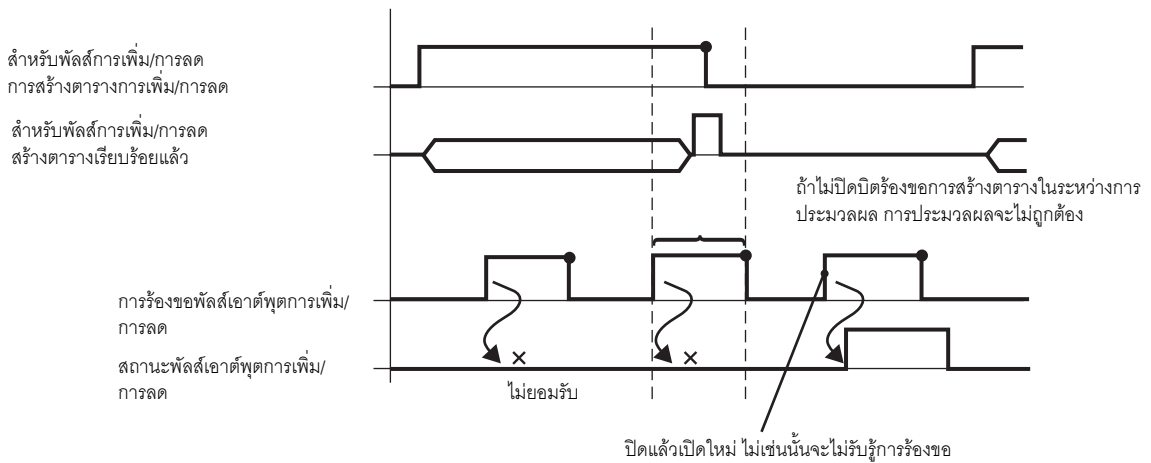 สำหรับพัลส์การเพิ่ม/การลด
การสร้างตารางการเพิ่ม/การลด
สำหรับพัลส์การเพิ่ม/การลด
สร้างตารางเรียบร้อยแล้ว
ถ้าไม่ปิดบิตร้องขอการสร้างตารางในระหว่างการ
ประมวลผล การประมวลผลจะไม่ถูกต้อง
การร้องขอพัลส์เอาต์พุตการเพิ่ม/
การลด
สถานะพัลส์เอาต์พุตการเพิ่ม/
การลด
ไม่ยอมรับ
ปิดแล้วเปิดใหม่ ไม่เช่นนั้นจะไม่รับรู้การร้องขอ